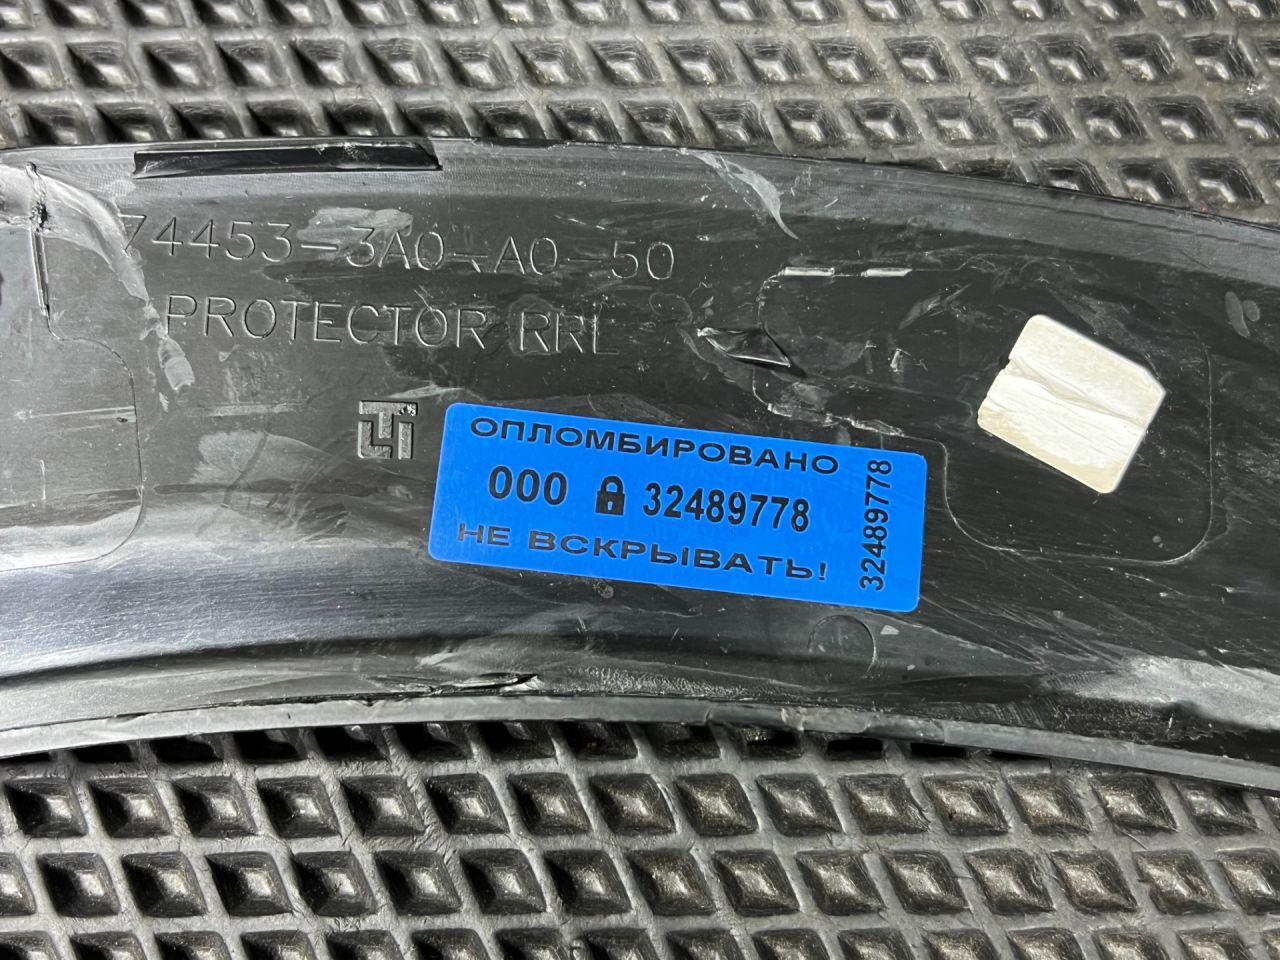 74453-3A0-A0-50
PROTECTOR RRL
ОПЛОМБИРОВАНО
000 32489778
НЕ ВСКРЫВАТЬ!
32489778